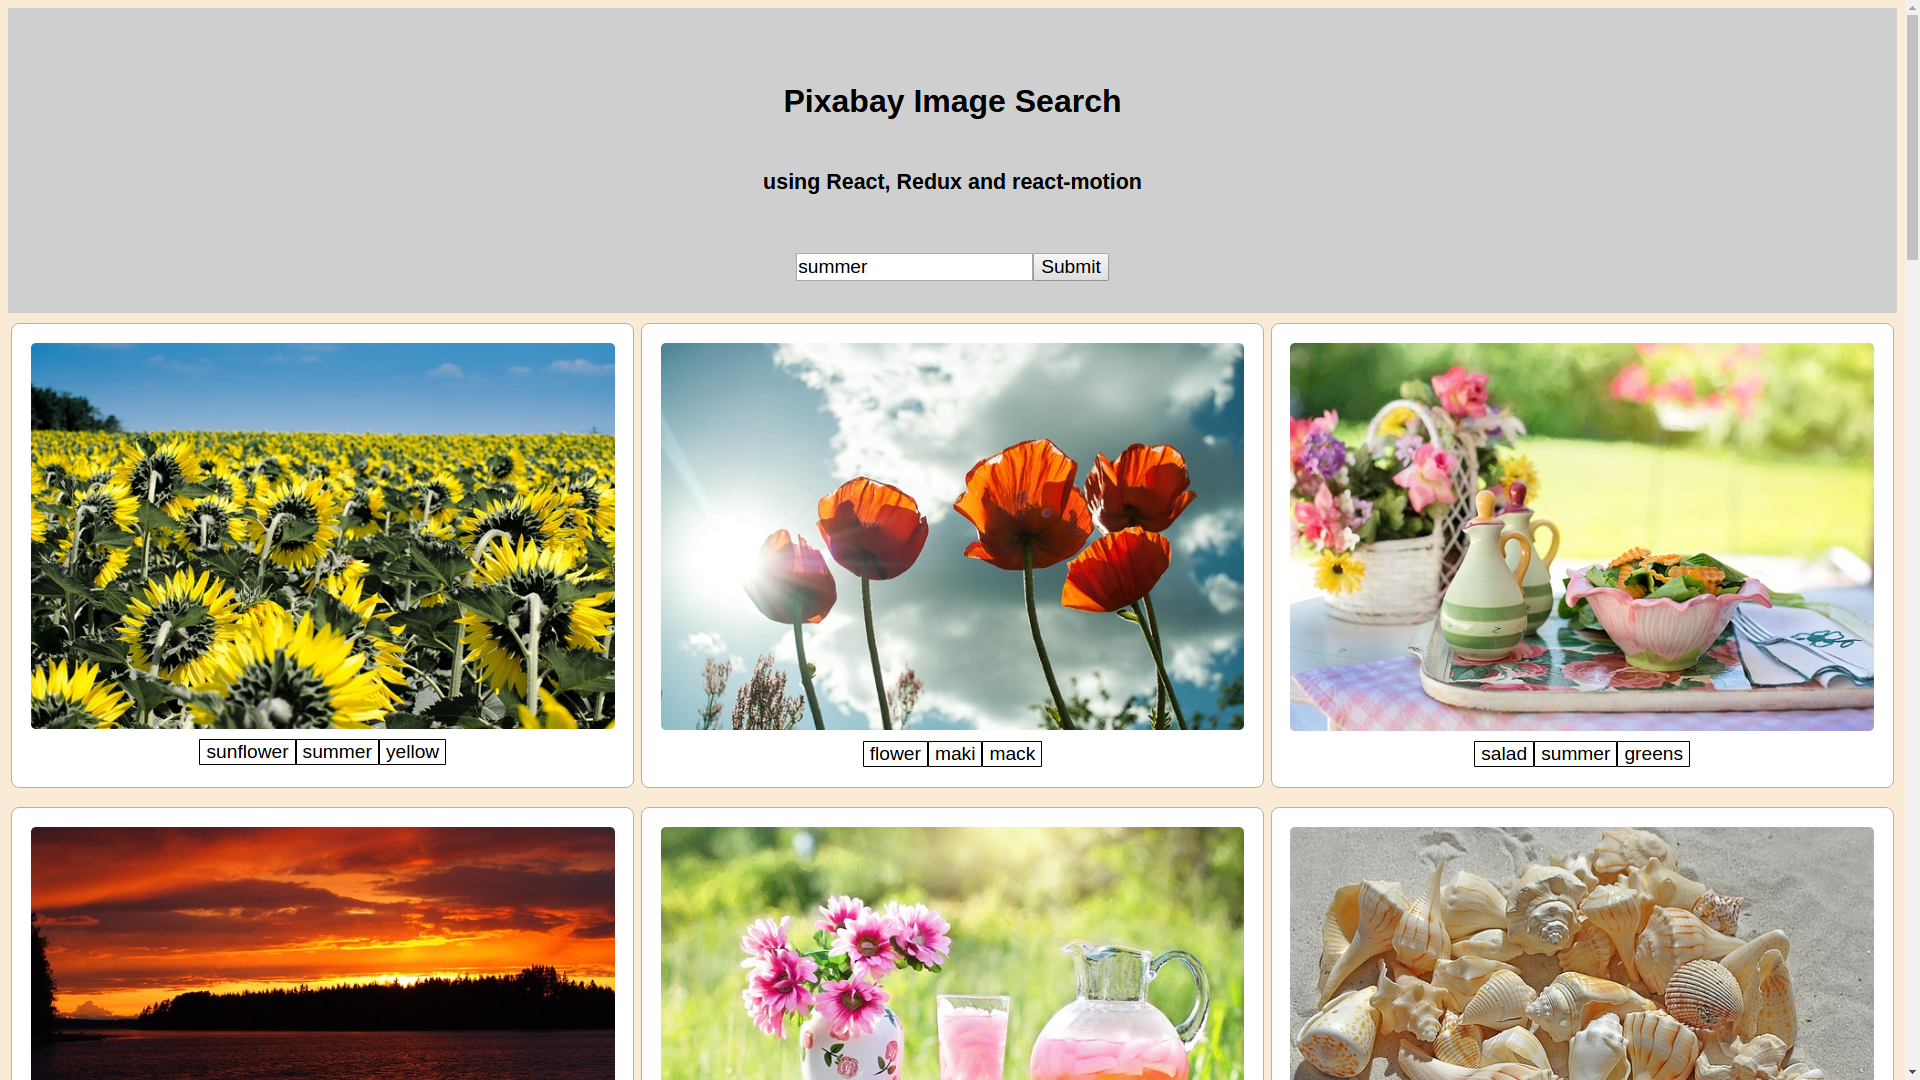 Pixabay Image Search
using React, Redux and react-motion
summer Submit
sunflower summer yellow
flower maki mack
salad summer greens